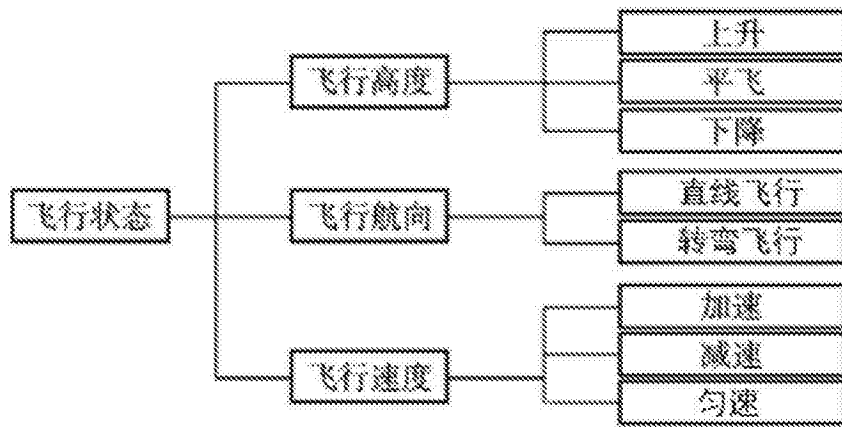 飞行状态
飞行高度
上升
平飞
下降
飞行航向
直线飞行
转弯飞行
飞行速度
加速
减速
匀速